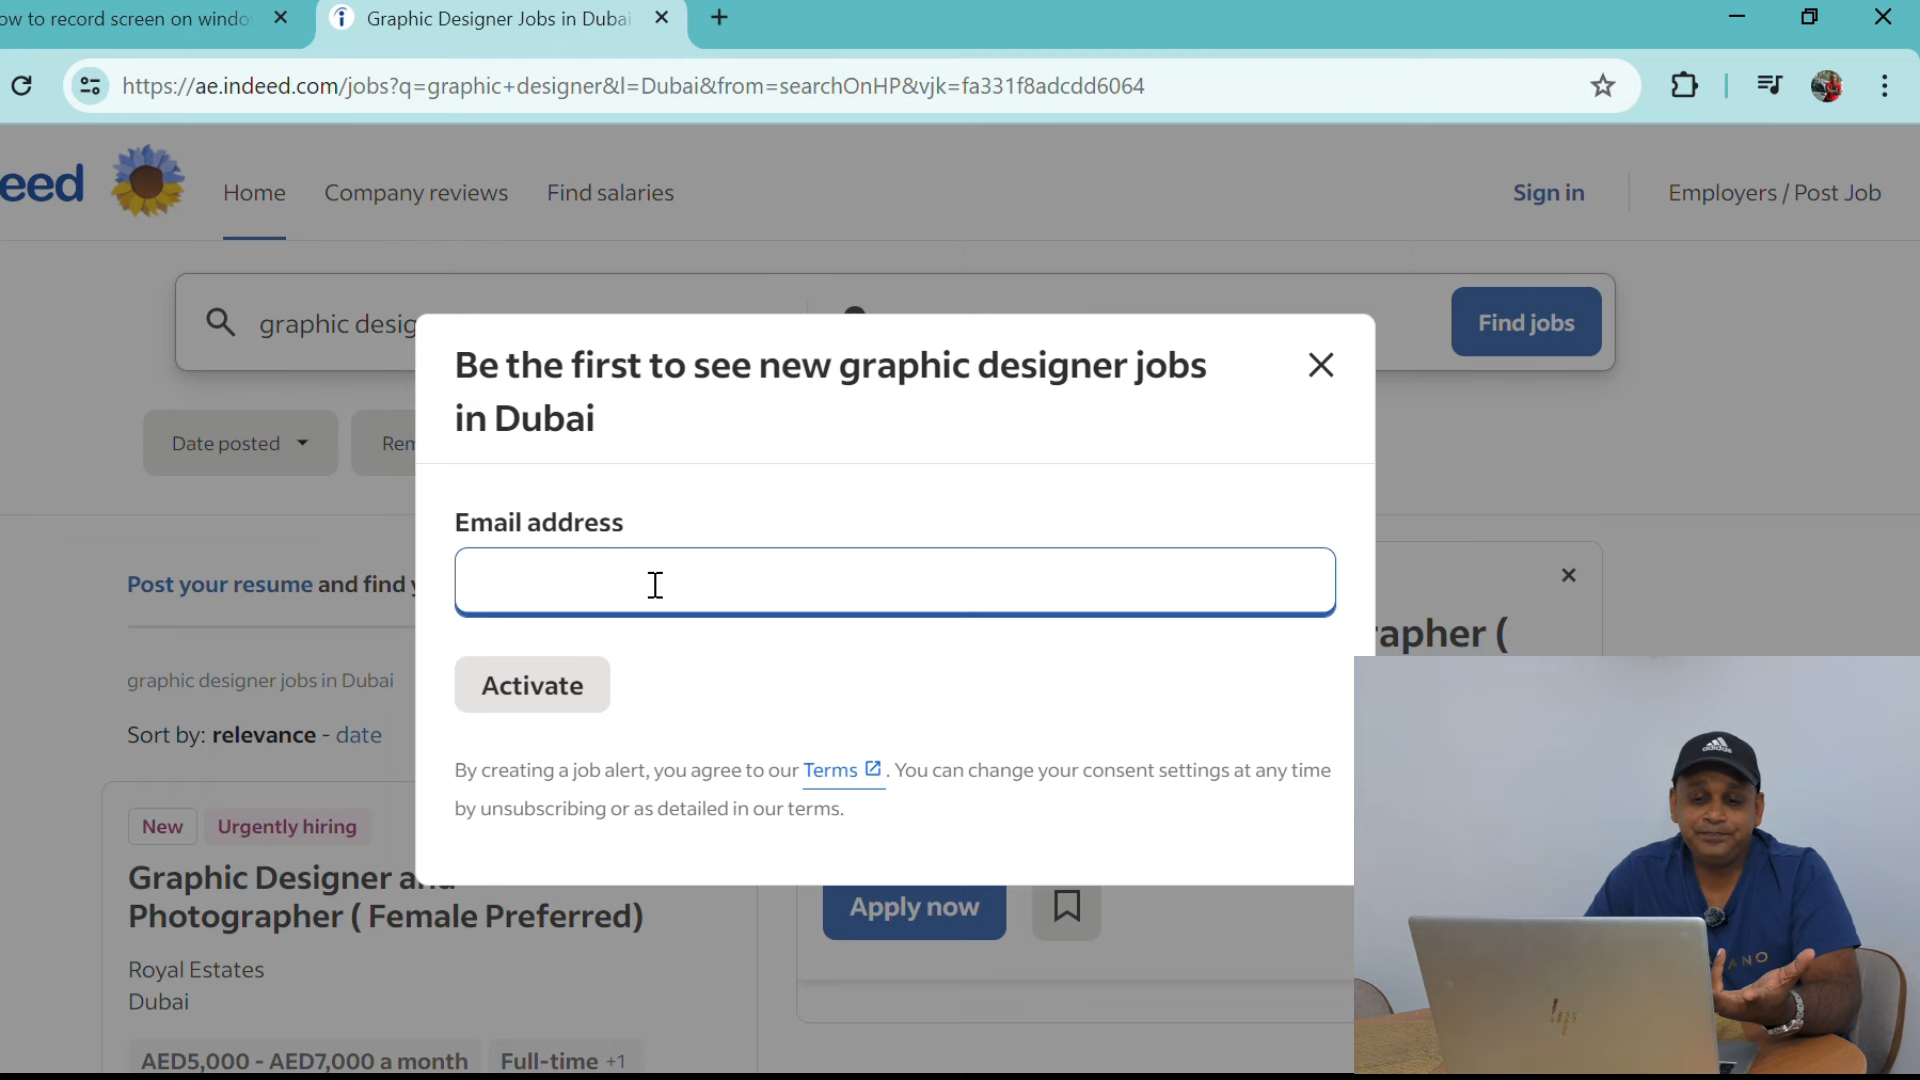 ow to record screen on windo
Graphic Designer Jobs in Dubai
https://ae.indeed.com/jobs?q=graphic+designer&l=Dubai&from=searchOnHP&vjk=fa331f8adcdd6064
eed
Home
Company reviews
Find salaries
Sign in
Employers / Post Job
graphic desig
Find jobs
Date posted
Rem
Be the first to see new graphic designer jobs
in Dubai
Email address
Post your resume and find y
rapher (
Activate
graphic designer jobs in Dubai
Sort by: relevance - date
By creating a job alert, you agree to our Terms . You can change your consent settings at any time
by unsubscribing or as detailed in our terms.
New
Urgently hiring
Graphic Designer and
Photographer ( Female Preferred)
Apply now
Royal Estates
Dubai
AED5,000 - AED7,000 a month
Full-time +1
adidas
ANO
hp